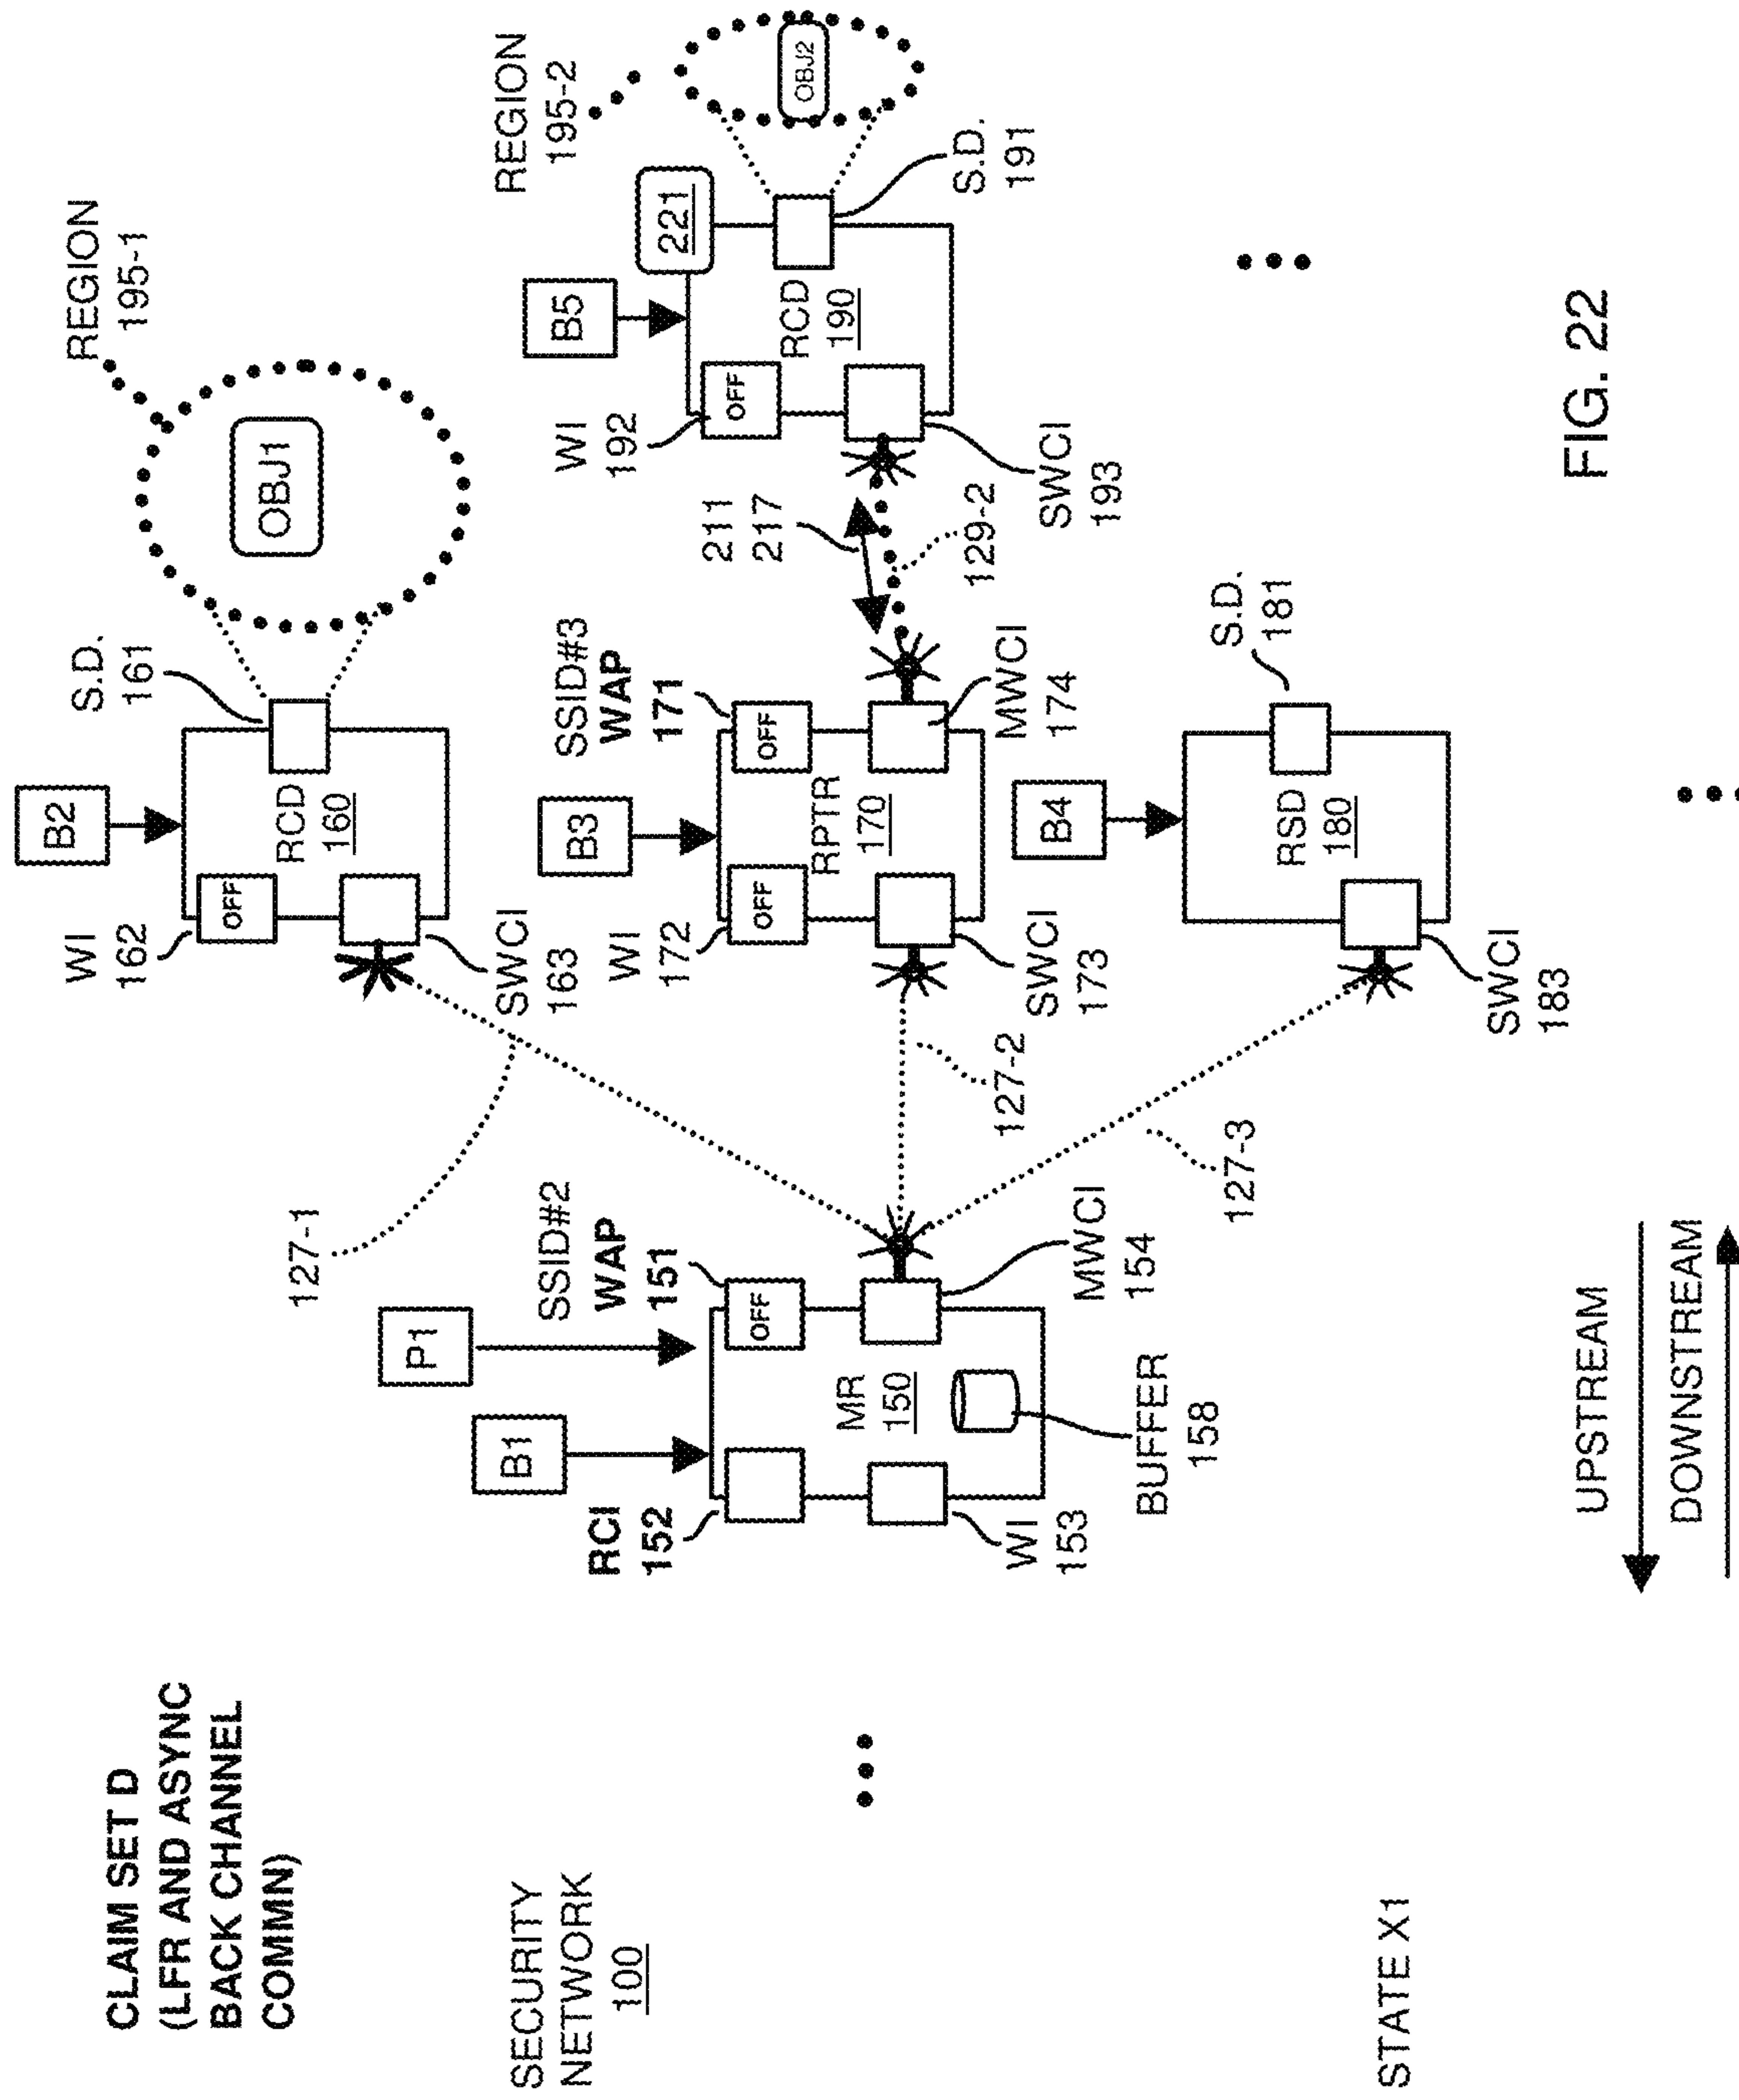 CLAIM SET D
(LFR AND ASYNC
BACK CHANNEL
COMMN)
SECURITY
NETWORK
100
STATE X1
REGION
195-1
OBJ1
S.D.
161
B2
RCD
160
WI
162
OFF
SWCI
163
127-1
REGION
195-2
OBJ2
S.D.
191
221
B5
RCD
190
WI
192
OFF
SWCI
193
211
217
129-2
SSID#3
WAP
171
OFF
B3
RPTR
170
WI
172
OFF
SWCI
173
MWCI
174
127-2
P1
SSID#2
WAP
151
OFF
B1
RCI
152
MR
150
WI
153
BUFFER
158
MWCI
154
127-3
B4
RSD
180
S.D.
181
SWCI
183
UPSTREAM
DOWNSTREAM
FIG. 22